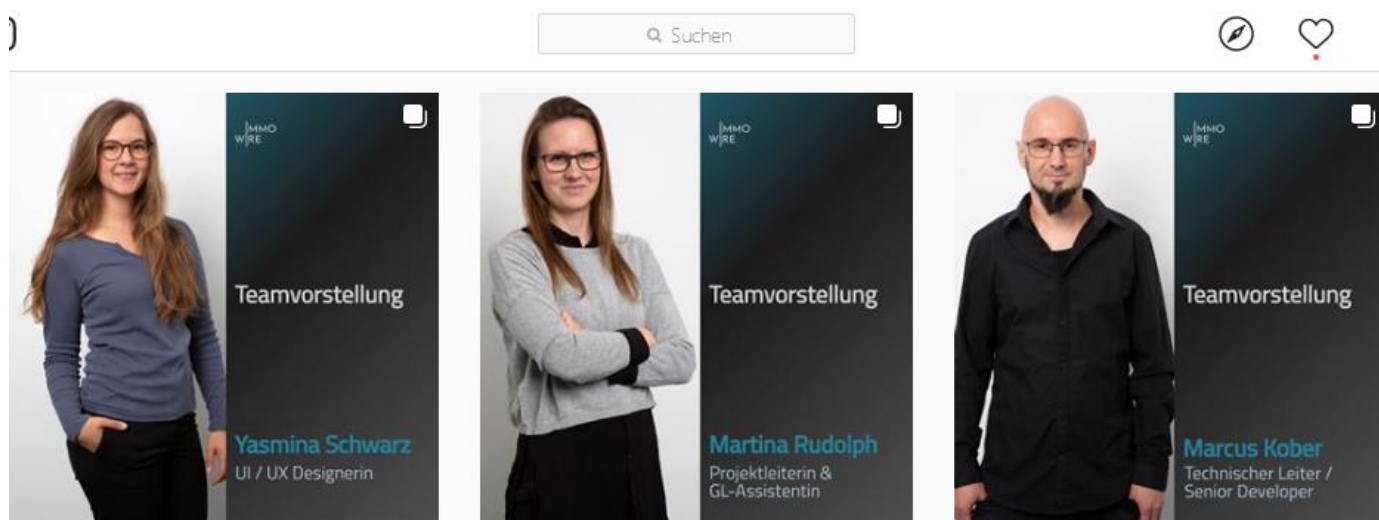 Suchen
IMMO
WIRE
Teamvorstellung
Yasmina Schwarz
UI / UX Designerin
IMMO
WIRE
Teamvorstellung
Martina Rudolph
Projektleiterin &
GL-Assistentin
IMMO
WIRE
Teamvorstellung
Marcus Kober
Technischer Leiter /
Senior Developer